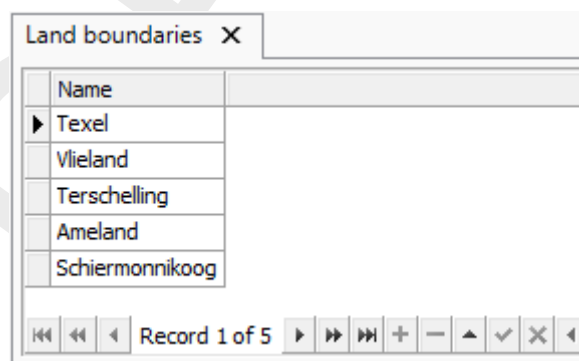 Land boundaries
Name
Texel
Vlieland
Terschelling
Ameland
Schiermonnikoog
Record 1 of 5